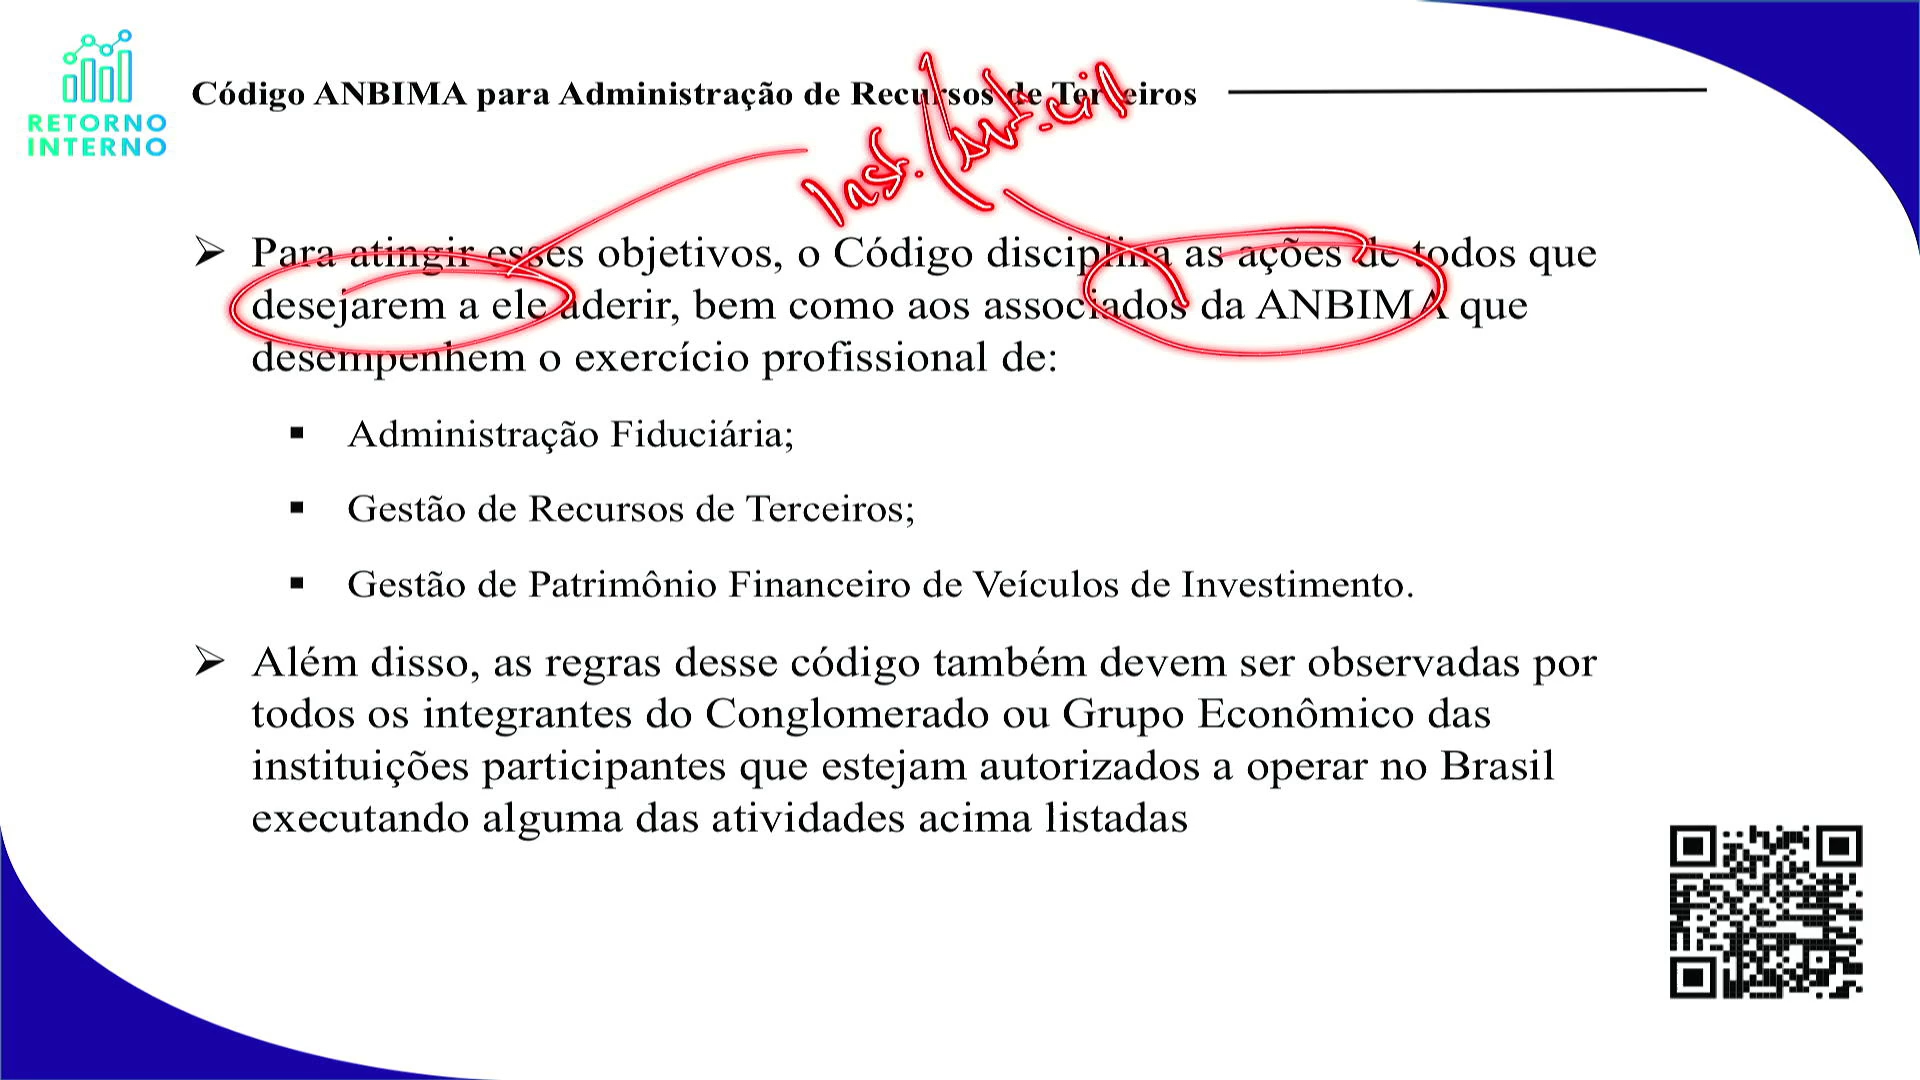 RETORNO
INTERNO
Código ANBIMA para Administração de Recursos de Terceiros
Inst.
➢ Para atingir esses objetivos, o Código disciplina as ações de todos que
desejarem a ele aderir, bem como aos associados da ANBIMA que
desempenhem o exercício profissional de:
▪ Administração Fiduciária;
▪ Gestão de Recursos de Terceiros;
▪ Gestão de Patrimônio Financeiro de Veículos de Investimento.
➢ Além disso, as regras desse código também devem ser observadas por
todos os integrantes do Conglomerado ou Grupo Econômico das
instituições participantes que estejam autorizados a operar no Brasil
executando alguma das atividades acima listadas